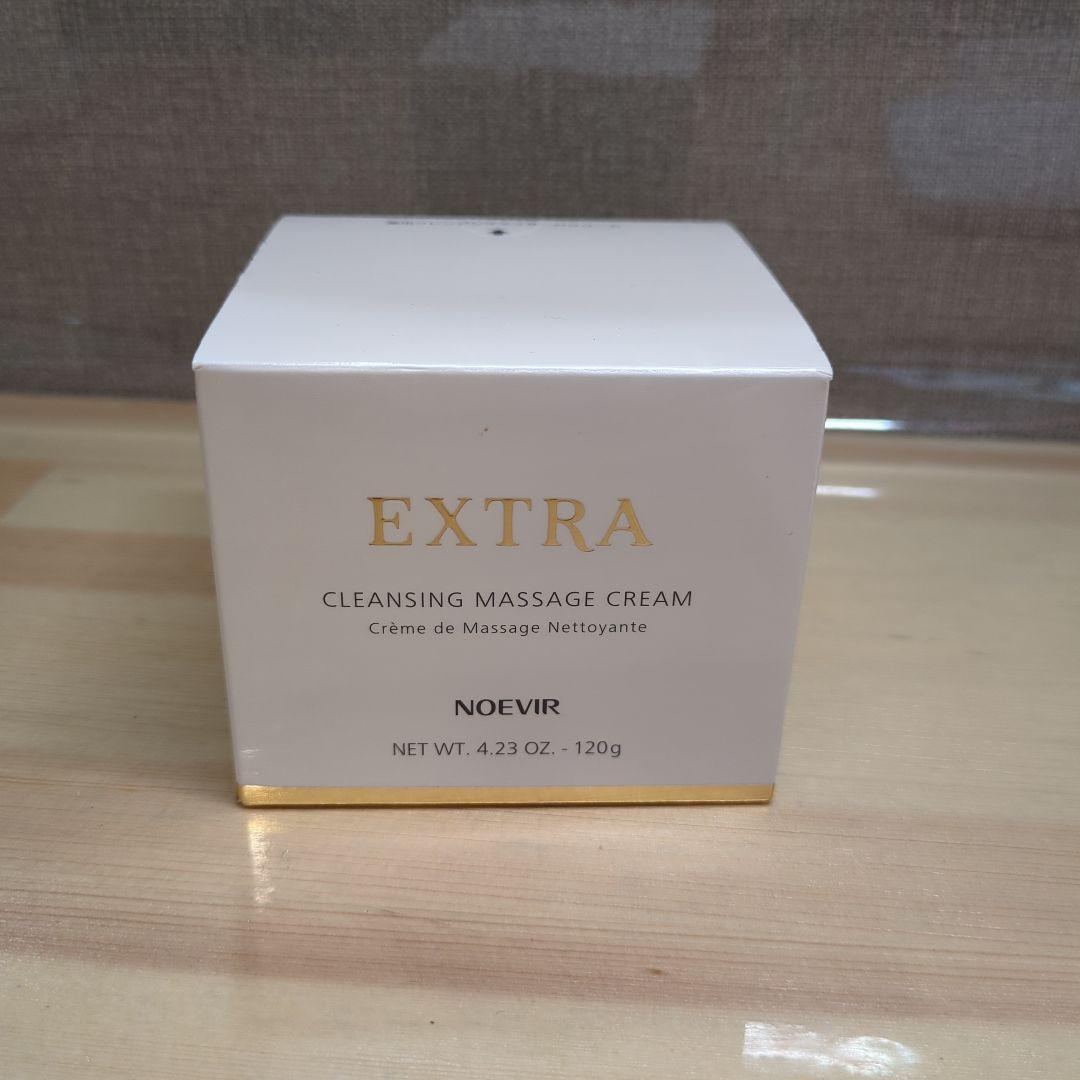 EXTRA
CLEANSING MASSAGE CREAM
Crème de Massage Nettoyante
NOEVIR
NET WT. 4.23 OZ. - 120g